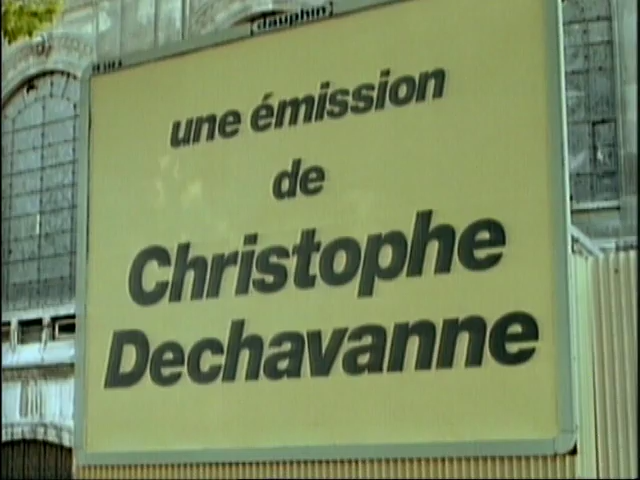 dauphin
une émission
de
Christophe
Dechavanne